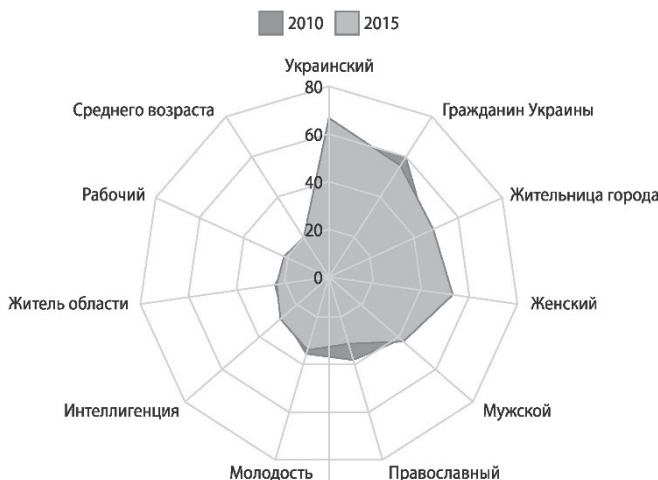 2010 2015
Украинский
80
Среднего возраста
Гражданин Украины
60
Рабочий
Жительница города
40
20
0
Житель области
Женский
Интеллигенция
Мужской
Молодость
Православный